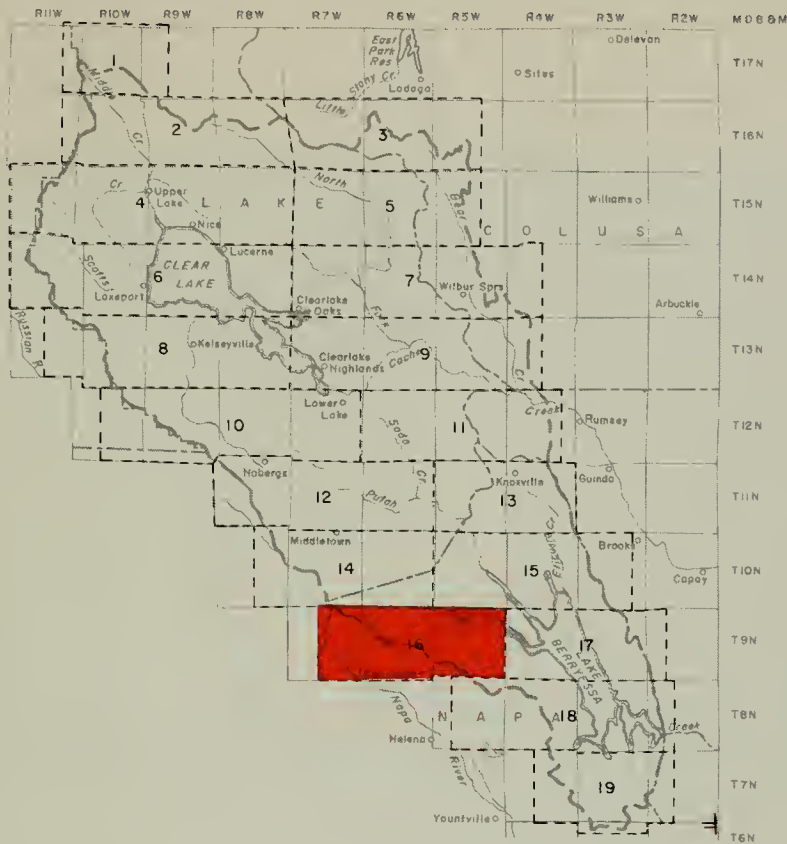 R11W R10W R9W R8W R7W R6W R5W R4W R3W R2W M D B & M
East
Park
Res
Delevan
T17N
Stony Cr.
Little
Lodoga
Sites
1
Middle
Cr.
2
3
T16N
North
Cr.
Upper
Lake
4
L A K E
5
Bear
Williams
T15N
Nice
C O L U S A
Lucerne
CLEAR
LAKE
6
Scotts
Lakeport
7
Wilbur Sprs
T14N
Clearlake
Oaks
Arbuckle
Russian R.
8
Kelseyville
Clearlake
Highlands
Cache
9
Cr.
T13N
Lower
Lake
Creek
Rumsey
10
Soda
11
T12N
Cr.
Nobergs
Knoxville
Guinda
12
Putah
13
T11N
Middletown
Brooks
14
15
Capay
T10N
16
17
LAKE
BERRYESSA
T9N
Napa
N A P A
18
Creek
T8N
Helena
River
19
T7N
Yountville
T6N